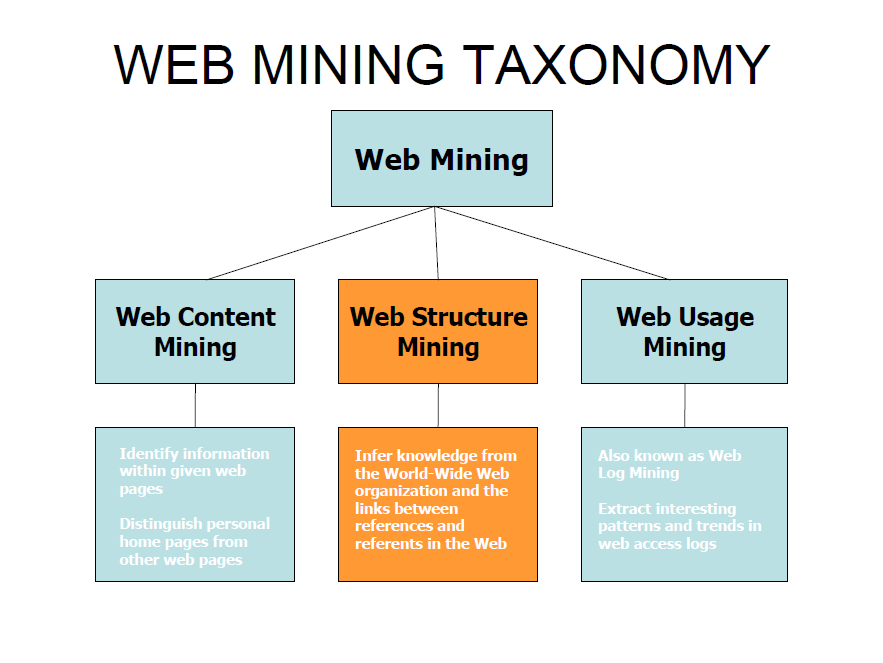 WEB MINING TAXONOMY
Web Mining
Web Content
Mining
Web Structure
Mining
Web Usage
Mining
Identify information
within given web
pages
Distinguish personal
home pages from
other web pages
Infer knowledge from
the World-Wide Web
organization and the
links between
references and
referents in the Web
Also known as Web
Log Mining
Extract interesting
patterns and trends in
web access logs